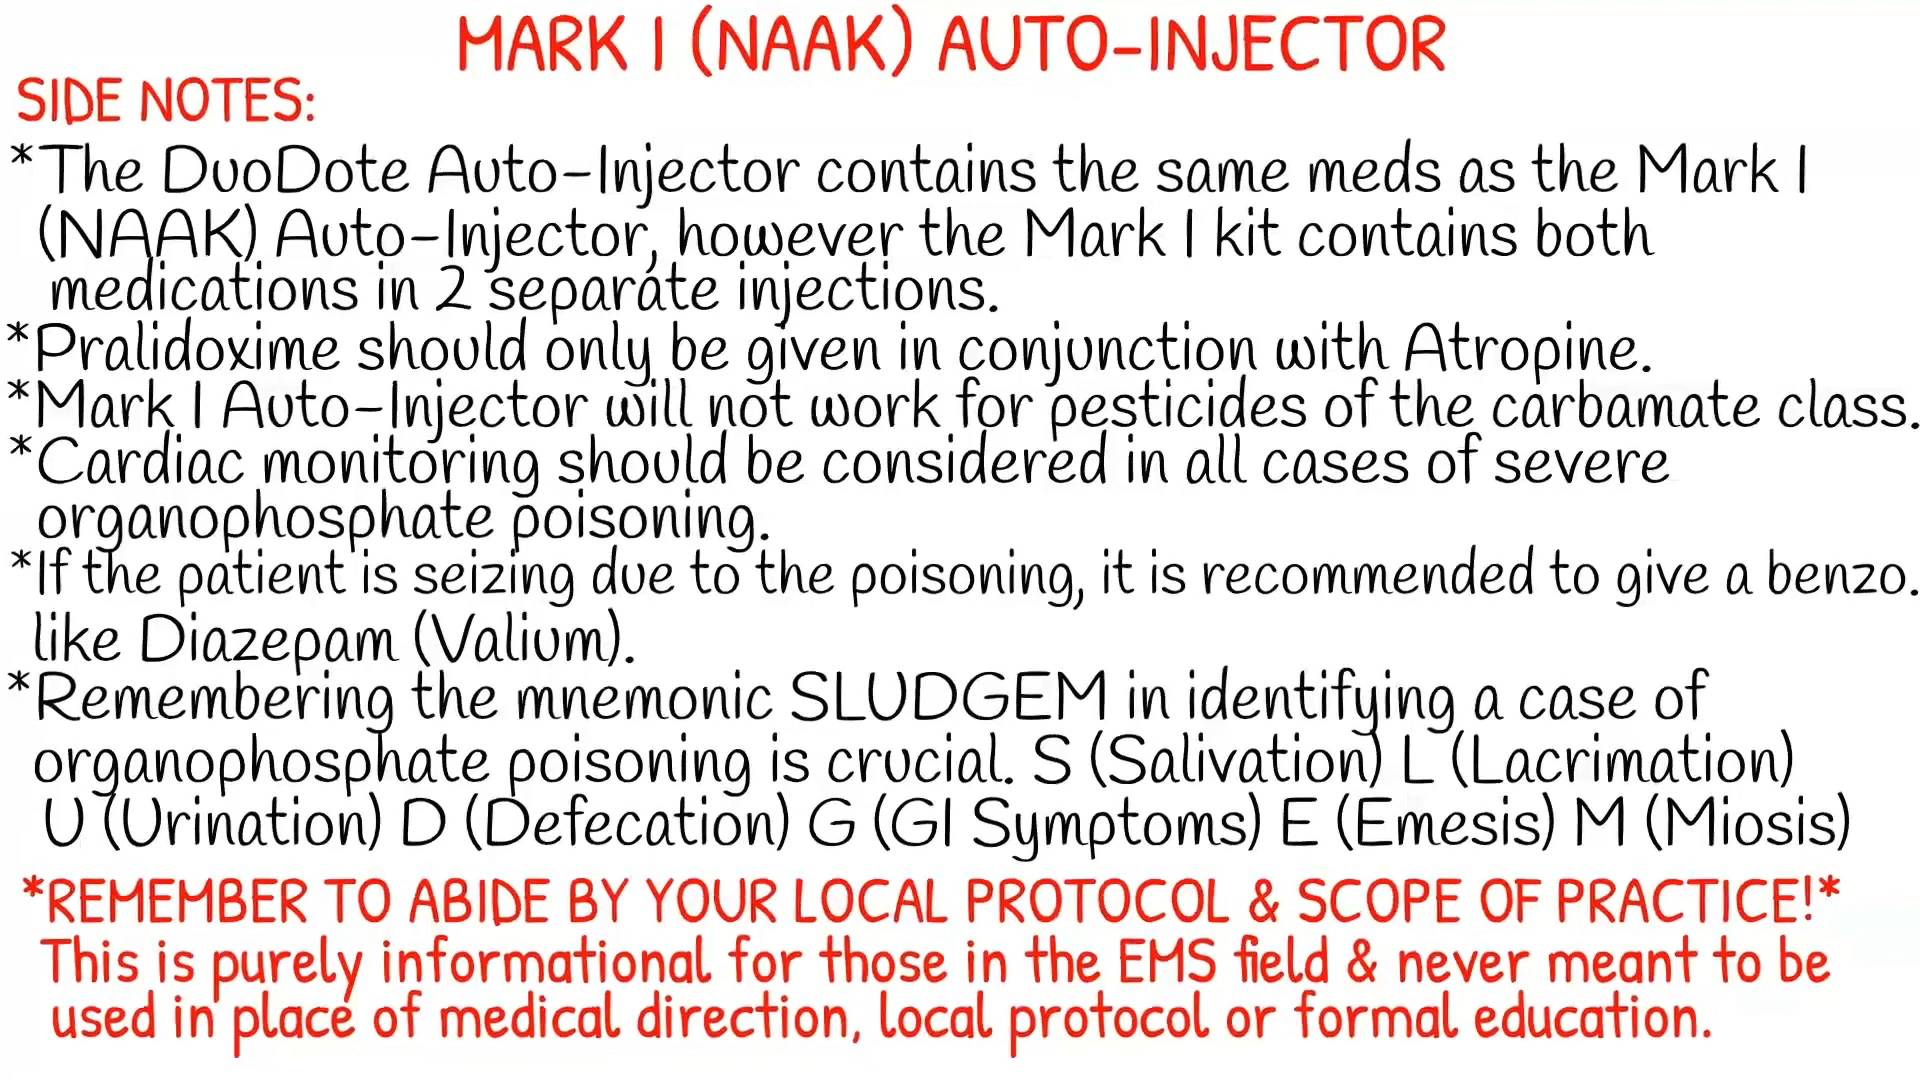 MARK I (NAAK) AUTO-INJECTOR
SIDE NOTES:
*The DuoDote Auto-Injector contains the same meds as the Mark I
(NAAK) Auto-Injector, however the Mark I kit contains both
medications in 2 separate injections.
*Pralidoxime should only be given in conjunction with Atropine.
*Mark I Auto-Injector will not work for pesticides of the carbamate class.
*Cardiac monitoring should be considered in all cases of severe
organophosphate poisoning.
*If the patient is seizing due to the poisoning, it is recommended to give a benzo.
like Diazepam (Valium).
*Remembering the mnemonic SLUDGEM in identifying a case of
organophosphate poisoning is crucial. S (Salivation) L (Lacrimation)
U (Urination) D (Defecation) G (GI Symptoms) E (Emesis) M (Miosis)
*REMEMBER TO ABIDE BY YOUR LOCAL PROTOCOL & SCOPE OF PRACTICE!*
This is purely informational for those in the EMS field & never meant to be
used in place of medical direction, local protocol or formal education.